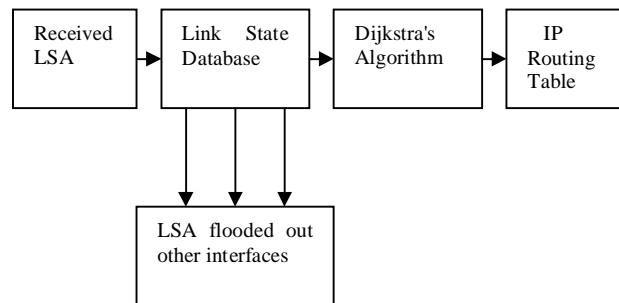 Received
LSA
Link State
Database
Dijkstra's
Algorithm
IP
Routing
Table
LSA flooded out
other interfaces